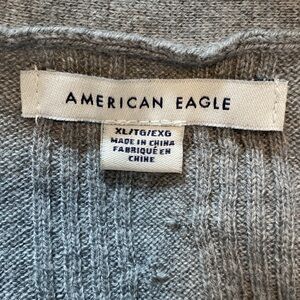 AMERICAN EAGLE
XL/TG/EXG
MADE IN CHINA
FABRIQUÉ EN
CHINE